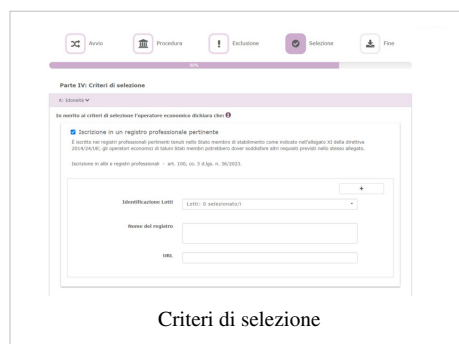 Avvio
Procedura
Esclusione
Selezione
Fine
80%
Parte IV: Criteri di selezione
A: Idoneità
In merito ai criteri di selezione l'operatore economico dichiara che:
Iscrizione in un registro professionale pertinente
È iscritto nei registri professionali pertinenti tenuti nello Stato membro di stabilimento come indicato nell'allegato XI della direttiva
2014/24/UE; gli operatori economici di taluni Stati membri potrebbero dover soddisfare altri requisiti previsti nello stesso allegato.
Iscrizione in albi e registri professionali - art. 100, co. 3 d.lgs. n. 36/2023.
+
Identificazione Lotti
Lotti: 0 selezionato/i
Nome del registro
URL
Criteri di selezione